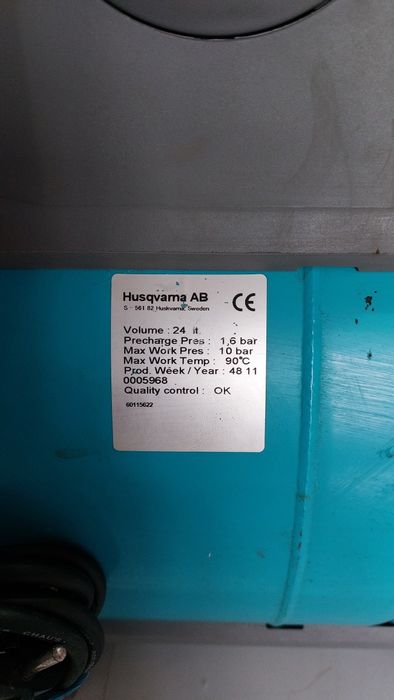 Husqvarna AB
S - 561 82 Huskvarna, Sweden
CE
Volume : 24 lt.
Precharge Pres : 1,6 bar
Max Work Pres : 10 bar
Max Work Temp : 90°C
Prod. Week / Year : 48 11
0005968
Quality control : OK
60115622